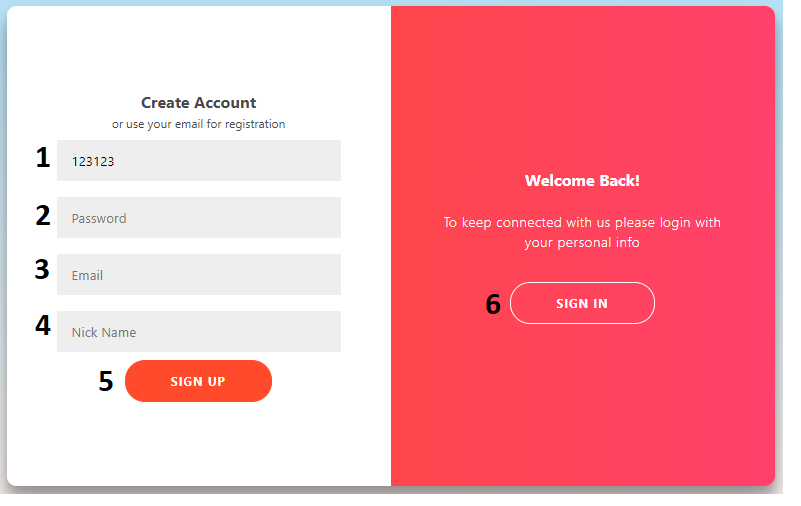 Create Account
or use your email for registration
1 123123
2 Password
3 Email
4 Nick Name
5 SIGN UP
Welcome Back!
To keep connected with us please login with
your personal info
6 SIGN IN